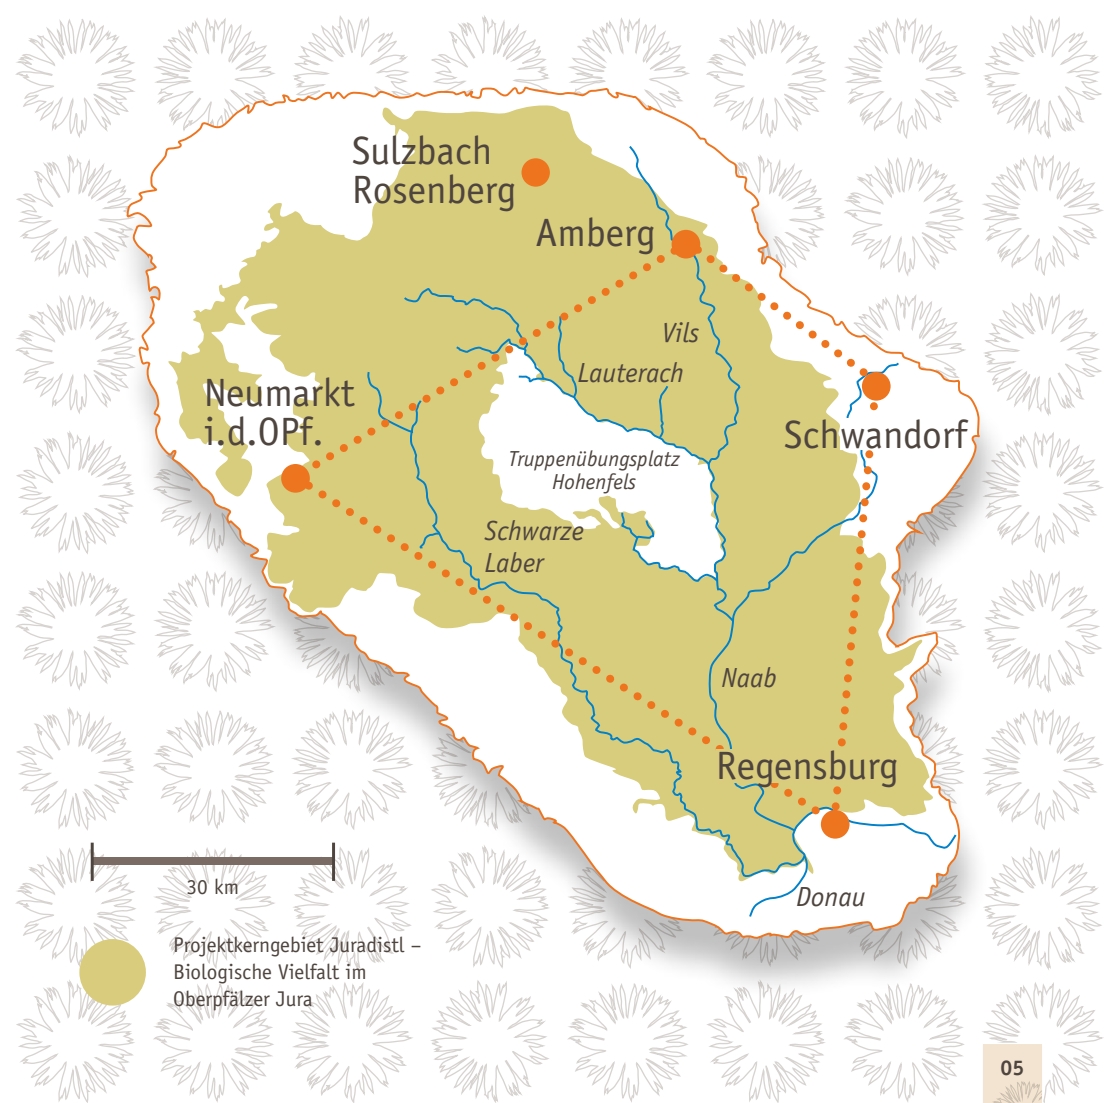 Sulzbach
Rosenberg
Amberg
Vils
Lauterach
Neumarkt
i.d.OPf.
Schwandorf
Truppenübungsplatz
Hohenfels
Schwarze
Laber
Naab
Regensburg
Donau
30 km
Projektkerngebiet Juradistl –
Biologische Vielfalt im
Oberpfälzer Jura
05